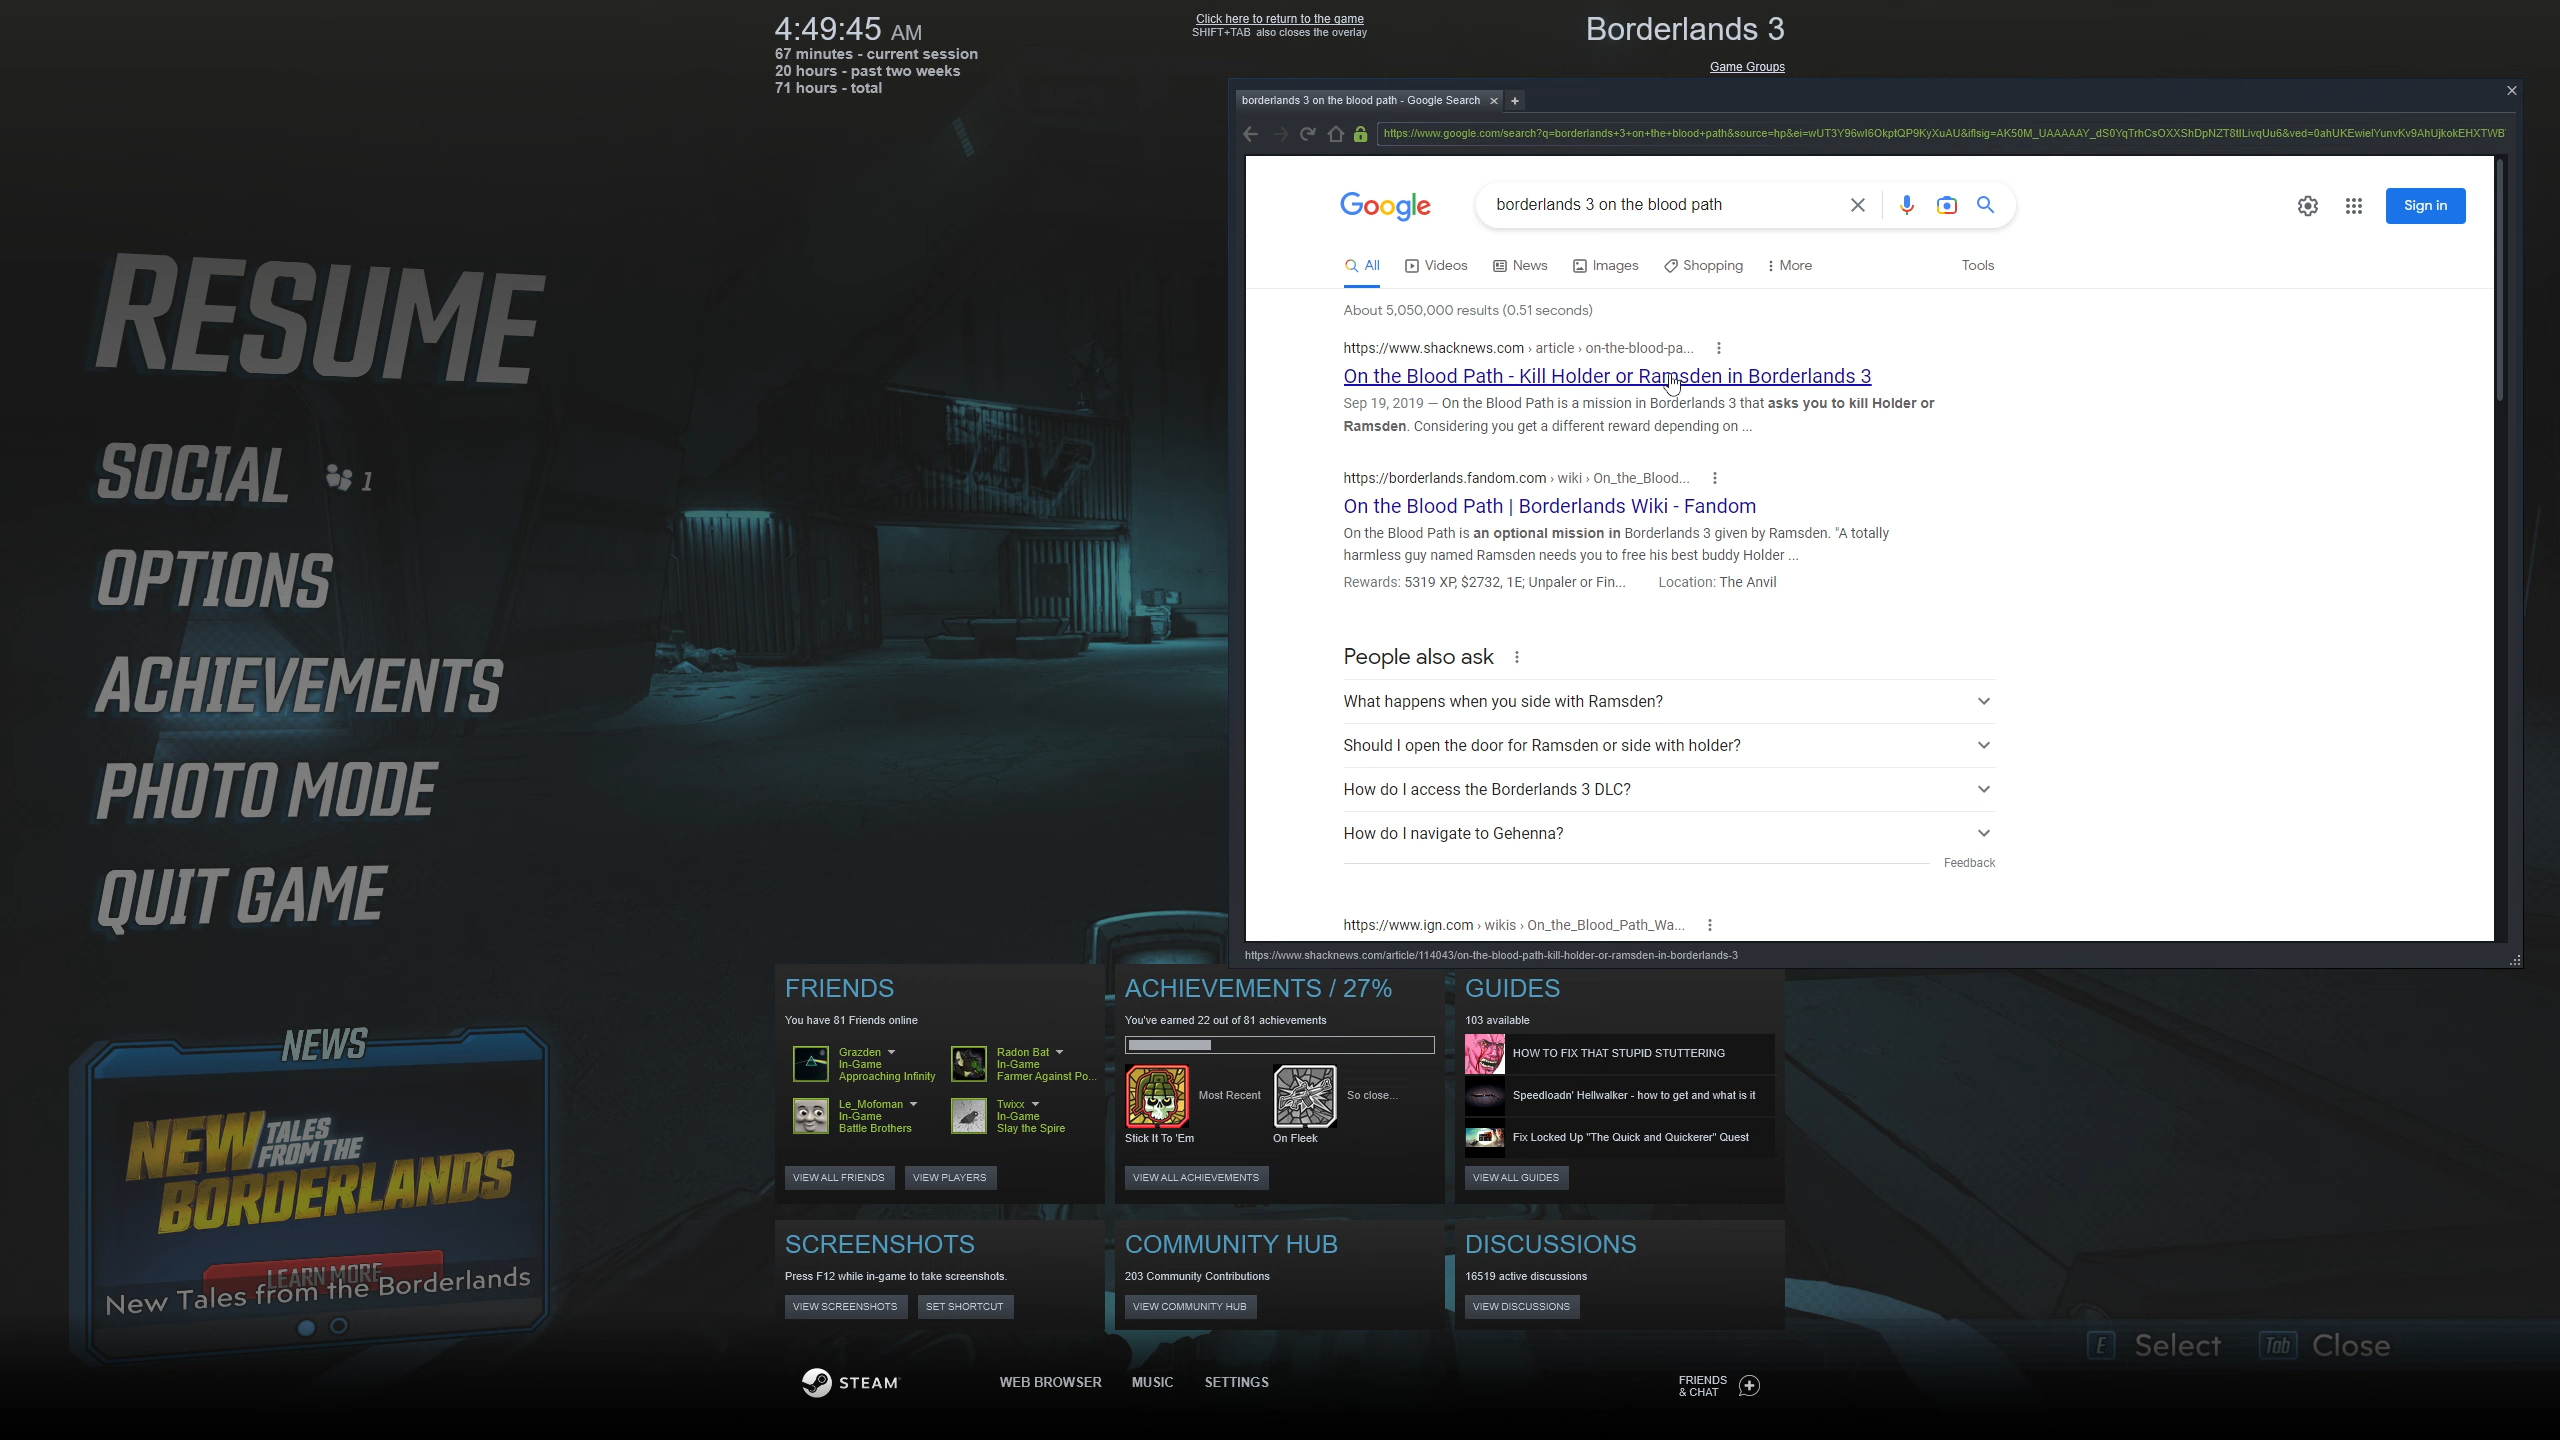 4:49:45 AM
67 minutes - current session
20 hours - past two weeks
71 hours - total
Click here to return to the game
SHIFT+TAB also closes the overlay
Borderlands 3
Game Groups
RESUME
SOCIAL 1
OPTIONS
ACHIEVEMENTS
PHOTO MODE
QUIT GAME
NEWS
NEW TALES FROM THE BORDERLANDS
LEARN MORE
New Tales from the Borderlands
borderlands 3 on the blood path - Google Search
Google
borderlands 3 on the blood path
Sign in
All
Videos
News
Images
Shopping
More
Tools
About 5,050,000 results (0.51 seconds)
https://www.shacknews.com › article › on-the-blood-pa...
On the Blood Path - Kill Holder or Ramsden in Borderlands 3
Sep 19, 2019 — On the Blood Path is a mission in Borderlands 3 that asks you to kill Holder or
Ramsden. Considering you get a different reward depending on ...
https://borderlands.fandom.com › wiki › On_the_Blood...
On the Blood Path | Borderlands Wiki - Fandom
On the Blood Path is an optional mission in Borderlands 3 given by Ramsden. "A totally
harmless guy named Ramsden needs you to free his best buddy Holder ...
Rewards: 5319 XP, $2732, 1E; Unpaler or Fin... Location: The Anvil
People also ask
What happens when you side with Ramsden?
Should I open the door for Ramsden or side with holder?
How do I access the Borderlands 3 DLC?
How do I navigate to Gehenna?
Feedback
https://www.ign.com › wikis › On_the_Blood_Path_Wa...
https://www.shacknews.com/article/114043/on-the-blood-path-kill-holder-or-ramsden-in-borderlands-3
FRIENDS
You have 81 Friends online
Grazden
In-Game
Approaching Infinity
Radon Bat
In-Game
Farmer Against Po...
Le_Mofoman
In-Game
Battle Brothers
Twixx
In-Game
Slay the Spire
VIEW ALL FRIENDS
VIEW PLAYERS
ACHIEVEMENTS / 27%
You've earned 22 out of 81 achievements
Most Recent
So close...
Stick It To 'Em
On Fleek
VIEW ALL ACHIEVEMENTS
GUIDES
103 available
HOW TO FIX THAT STUPID STUTTERING
Speedloadn' Hellwalker - how to get and what is it
Fix Locked Up "The Quick and Quickerer" Quest
VIEW ALL GUIDES
SCREENSHOTS
Press F12 while in-game to take screenshots.
VIEW SCREENSHOTS
SET SHORTCUT
COMMUNITY HUB
203 Community Contributions
VIEW COMMUNITY HUB
DISCUSSIONS
16519 active discussions
VIEW DISCUSSIONS
E Select
Tab Close
STEAM
WEB BROWSER
MUSIC
SETTINGS
FRIENDS
& CHAT